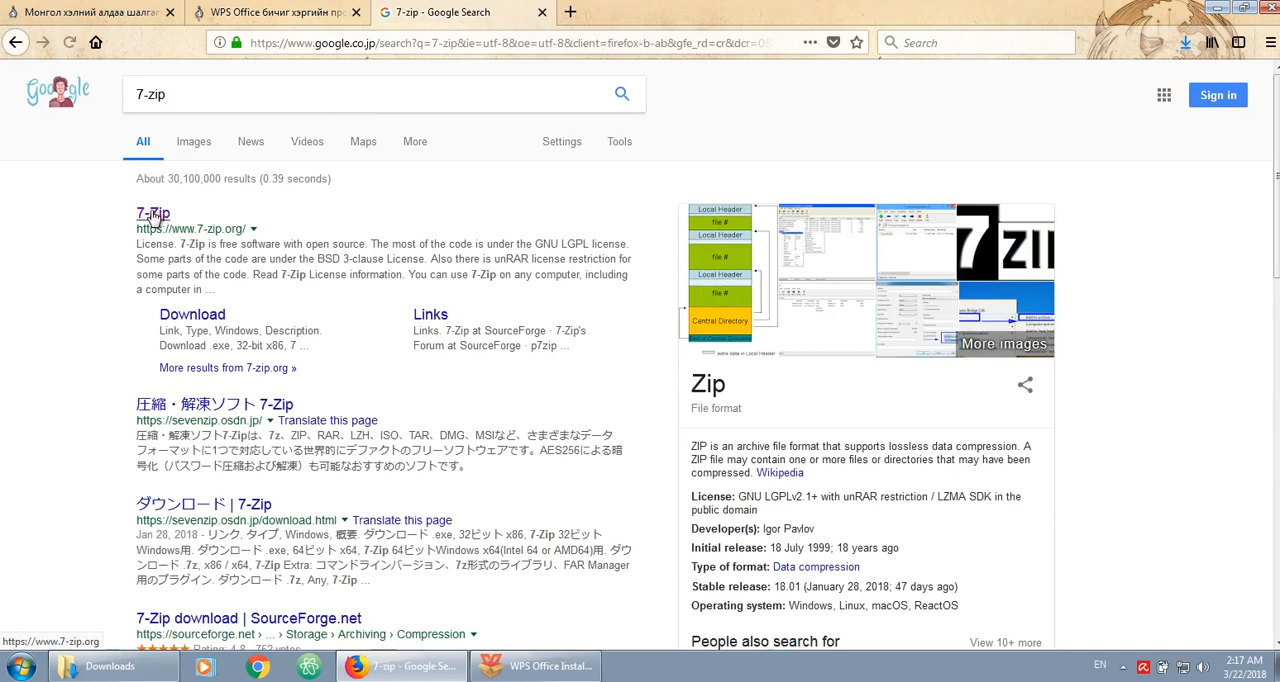 Монгол хэлний алдаа шалга
WPS Office бичиг хэргийн про
7-zip - Google Search
https://www.google.co.jp/search?q=7-zip&ie=utf-8&oe=utf-8&client=firefox-b-ab&gfe_rd=cr&dcr=0
Search
Google
7-zip
Sign in
All
Images
News
Videos
Maps
More
Settings
Tools
About 30,100,000 results (0.39 seconds)
7-Zip
https://www.7-zip.org/
License. 7-Zip is free software with open source. The most of the code is under the GNU LGPL license.
Some parts of the code are under the BSD 3-clause License. Also there is unRAR license restriction for
some parts of the code. Read 7-Zip License information. You can use 7-Zip on any computer, including
a computer in ...
Download
Link, Type, Windows, Description.
Download .exe, 32-bit x86, 7 ...
More results from 7-zip.org »
Links
Links. 7-Zip at SourceForge · 7-Zip's
Forum at SourceForge · p7zip ...
圧縮・解凍ソフト 7-Zip
https://sevenzip.osdn.jp/ Translate this page
圧縮・解凍ソフト7-Zipは、7z、ZIP、RAR、LZH、ISO、TAR、DMG、MSIなど、さまざまなデータ
フォーマットに1つで対応している世界的にデファクトのフリーソフトウェアです。AES256による暗
号化（パスワード圧縮および解凍）も可能なおすすめのソフトです。
ダウンロード | 7-Zip
https://sevenzip.osdn.jp/download.html Translate this page
Jan 28, 2018 - リンク, タイプ, Windows, 概要. ダウンロード .exe, 32ビット x86, 7-Zip 32ビット
Windows用. ダウンロード .exe, 64ビット x64, 7-Zip 64ビットWindows x64(Intel 64 or AMD64)用. ダウ
ンロード .7z, x86 / x64, 7-Zip Extra: コマンドラインバージョン、7z形式のライブラリ、FAR Manager
用のプラグイン. ダウンロード .7z, Any, 7-Zip ...
7-Zip download | SourceForge.net
https://sourceforge.net › ... › Storage › Archiving › Compression
Rating: 4.8 - 752 votes
Local Header
file #
Local Header
file #
Local Header
file #
Central Directory
7ZIP
More images
Zip
File format
ZIP is an archive file format that supports lossless data compression. A
ZIP file may contain one or more files or directories that may have been
compressed. Wikipedia
License: GNU LGPLv2.1+ with unRAR restriction / LZMA SDK in the
public domain
Developer(s): Igor Pavlov
Initial release: 18 July 1999; 18 years ago
Type of format: Data compression
Stable release: 18.01 (January 28, 2018; 47 days ago)
Operating system: Windows, Linux, macOS, ReactOS
People also search for
View 10+ more
https://www.7-zip.org
Downloads
7-zip - Google Se...
WPS Office Instal...
EN
2:17 AM
3/22/2018